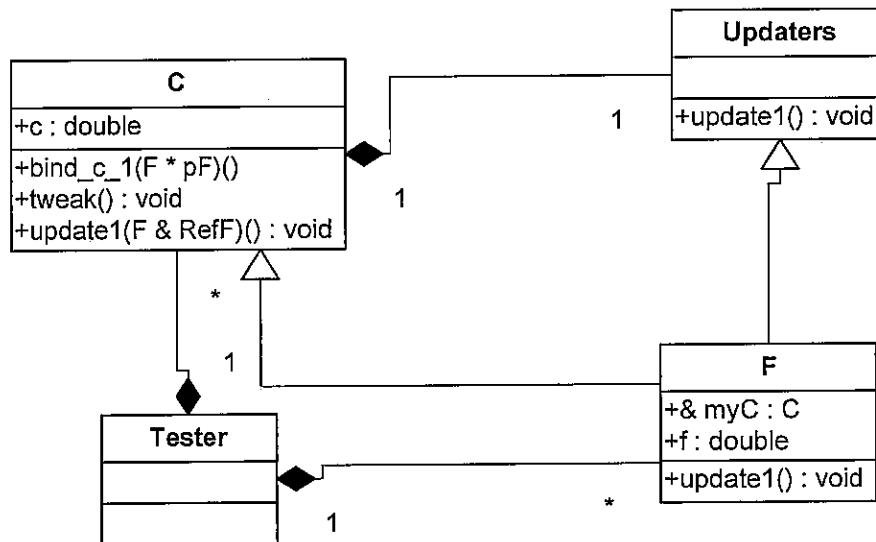 Updaters
+update1() : void
C
+c : double
+bind_c_1(F * pF)()
+tweak() : void
+update1(F & RefF)() : void
1
1
*
1
F
+& myC : C
+f : double
+update1() : void
Tester
1
*